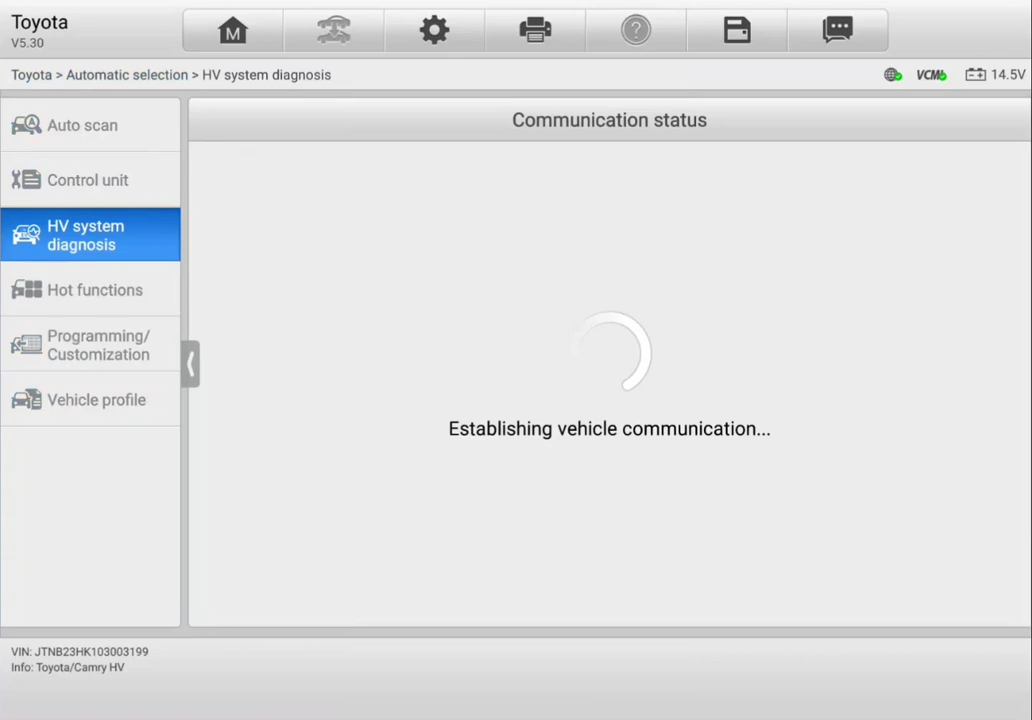 Toyota
V5.30
M
?
Toyota > Automatic selection > HV system diagnosis
VCMI
14.5V
Auto scan
Communication status
Control unit
HV system
diagnosis
Hot functions
Programming/
Customization
Vehicle profile
Establishing vehicle communication...
VIN: JTNB23HK103003199
Info: Toyota/Camry HV